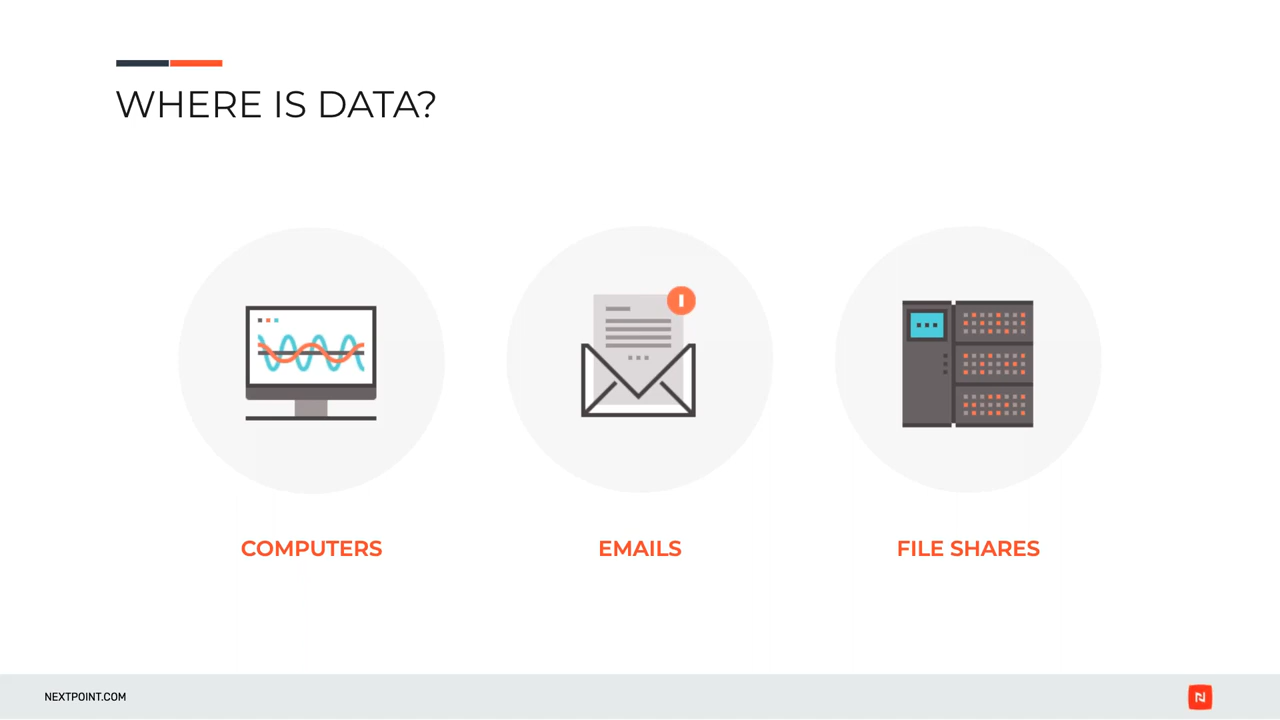 WHERE IS DATA?
COMPUTERS
EMAILS
FILE SHARES
NEXTPOINT.COM